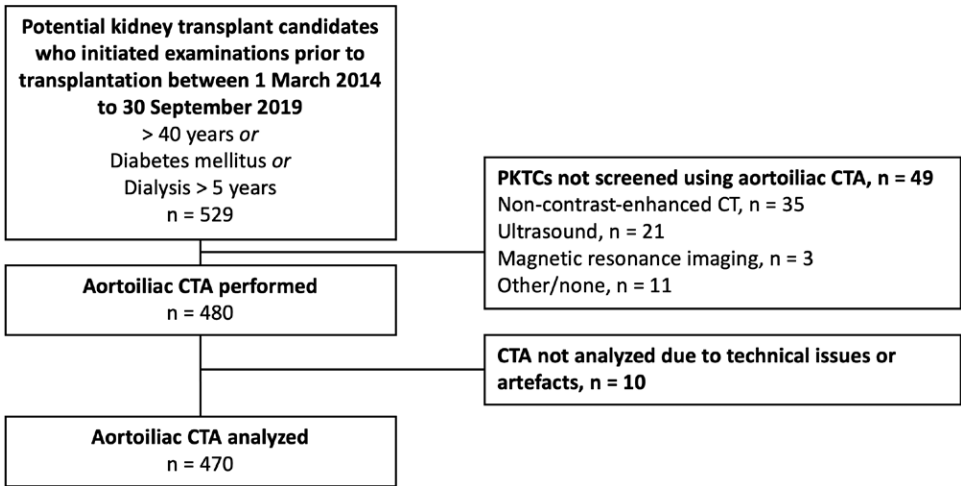 Potential kidney transplant candidates
who initiated examinations prior to
transplantation between 1 March 2014
to 30 September 2019
> 40 years or
Diabetes mellitus or
Dialysis > 5 years
n = 529
PKTCs not screened using aortoiliac CTA, n = 49
Non-contrast-enhanced CT, n = 35
Ultrasound, n = 21
Magnetic resonance imaging, n = 3
Other/none, n = 11
Aortoiliac CTA performed
n = 480
CTA not analyzed due to technical issues or
artefacts, n = 10
Aortoiliac CTA analyzed
n = 470